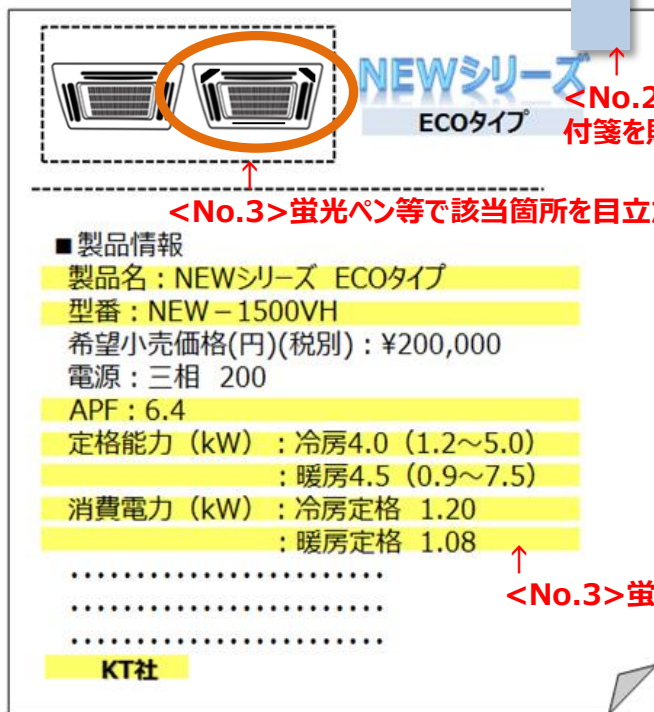 NEWシリーズ
ECOタイプ
↑
<No.2
付箋を
↑
<No.3>蛍光ペン等で該当箇所を目立
■製品情報
製品名：NEWシリーズ ECOタイプ
型番：NEW－1500VH
希望小売価格(円)(税別)：¥200,000
電源：三相 200
APF：6.4
定格能力（kW）：冷房4.0（1.2～5.0）
：暖房4.5（0.9～7.5）
消費電力（kW）：冷房定格 1.20
：暖房定格 1.08
↑
<No.3>蛍
........................
........................
........................
KT社